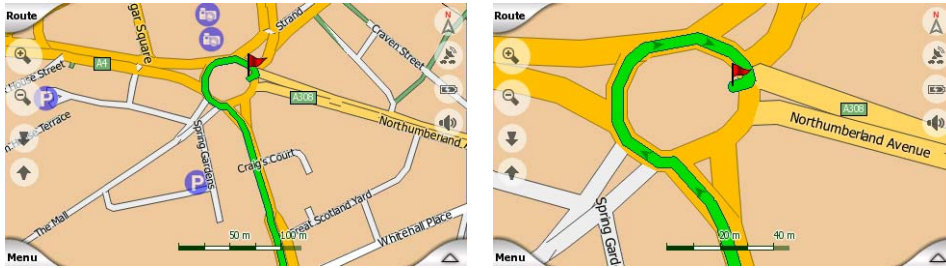 Route
gar Square
Strand
N
Craven Street
A4
House Street
P
A308
Terrace
Northumberland
Spring Gardens
Craig's Court
P
The Mall
Great Scotland Yard
Whitehall Place
50 m
100 m
Menu
Route
N
A308
Northumberland Avenue
Spring Gard
20 m
40 m
Menu